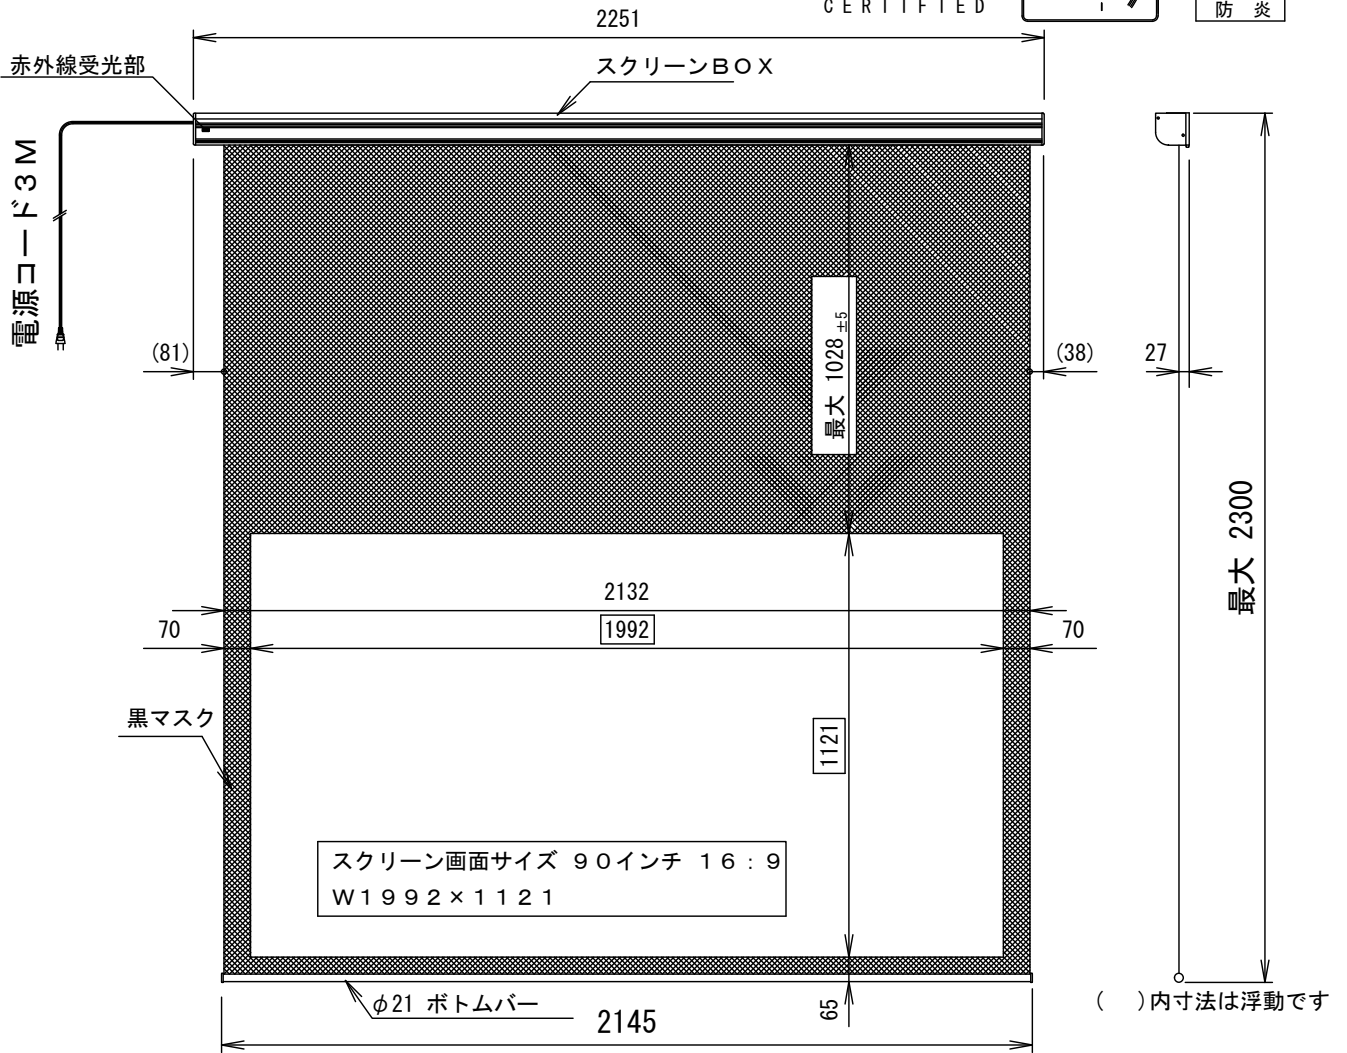 CERTIFIED
防 炎
2251
赤外線受光部
スクリーンBOX
電源コード3M
(81)
最大 1028 ±5
(38)
27
最大 2300
2132
70
1992
70
黒マスク
1121
スクリーン画面サイズ 90インチ 16:9
W1992×1121
φ21 ボトムバー
65
2145
( )内寸法は浮動です